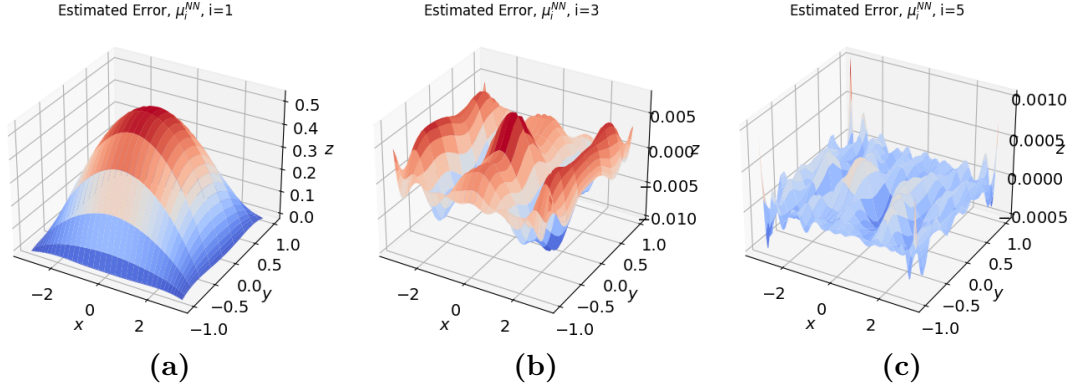 Estimated Error, μ_i^{NN}, i=1
0.5
0.4
0.3
0.2
0.1
0.0
z
−2
0
2
x
−1.0
−0.5
0.0
0.5
1.0
y
(a)
Estimated Error, μ_i^{NN}, i=3
0.005
0.000
−0.005
−0.010
z
−2
0
2
x
−1.0
−0.5
0.0
0.5
1.0
y
(b)
Estimated Error, μ_i^{NN}, i=5
0.0010
0.0005
0.0000
−0.0005
z
−2
0
2
x
−1.0
−0.5
0.0
0.5
1.0
y
(c)